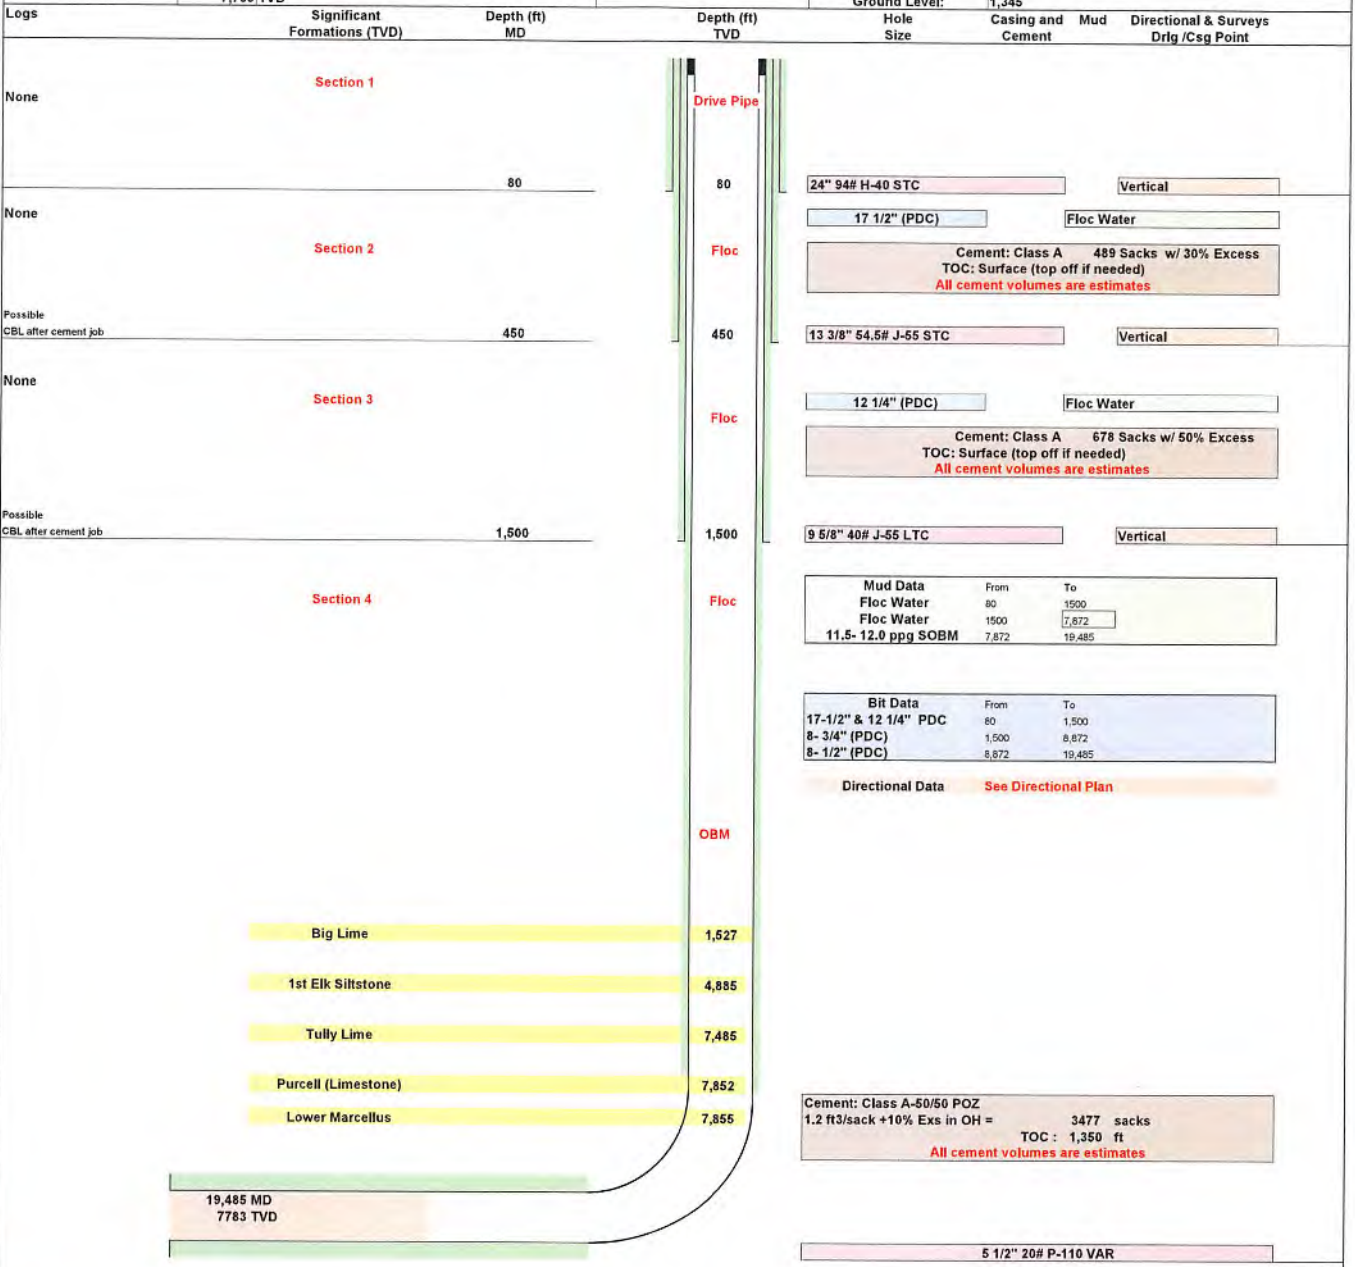 Ground Level: 1,345
Logs Significant Formations (TVD) Depth (ft) MD Depth (ft) TVD Hole Size Casing and Cement Mud Directional & Surveys Drlg /Csg Point
Section 1
None
Drive Pipe
80 80 24" 94# H-40 STC Vertical
None
17 1/2" (PDC) Floc Water
Section 2 Floc
Cement: Class A 489 Sacks w/ 30% Excess
TOC: Surface (top off if needed)
All cement volumes are estimates
Possible
CBL after cement job 450 450 13 3/8" 54.5# J-55 STC Vertical
None
Section 3 Floc
12 1/4" (PDC) Floc Water
Cement: Class A 678 Sacks w/ 50% Excess
TOC: Surface (top off if needed)
All cement volumes are estimates
Possible
CBL after cement job 1,500 1,500 9 5/8" 40# J-55 LTC Vertical
Section 4 Floc
Mud Data From To
Floc Water 80 1500
Floc Water 1500 7,872
11.5- 12.0 ppg SOBM 7,872 19,485
Bit Data From To
17-1/2" & 12 1/4" PDC 80 1,500
8- 3/4" (PDC) 1,500 8,872
8- 1/2" (PDC) 8,872 19,485
Directional Data See Directional Plan
OBM
Big Lime 1,527
1st Elk Siltstone 4,885
Tully Lime 7,485
Purcell (Limestone) 7,852
Lower Marcellus 7,855
Cement: Class A-50/50 POZ
1.2 ft3/sack +10% Exs in OH = 3477 sacks
TOC : 1,350 ft
All cement volumes are estimates
19,485 MD
7783 TVD
5 1/2" 20# P-110 VAR